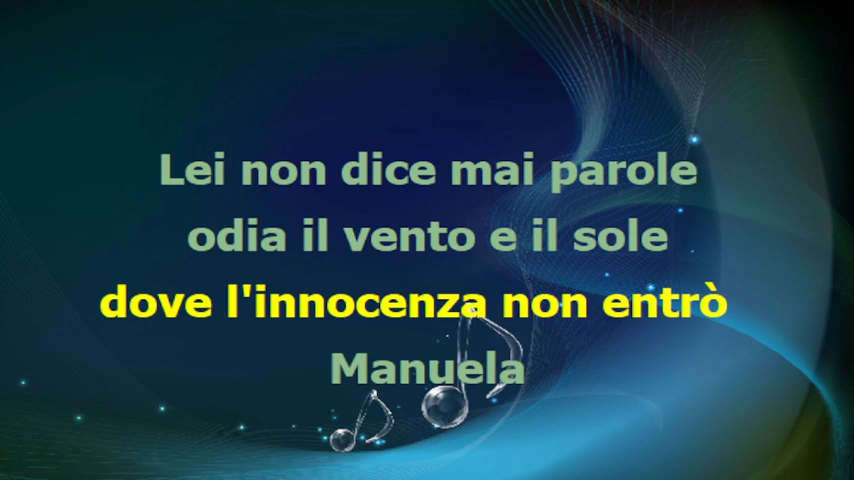 Lei non dice mai parole
odia il vento e il sole
dove l'innocenza non entrò
Manuela